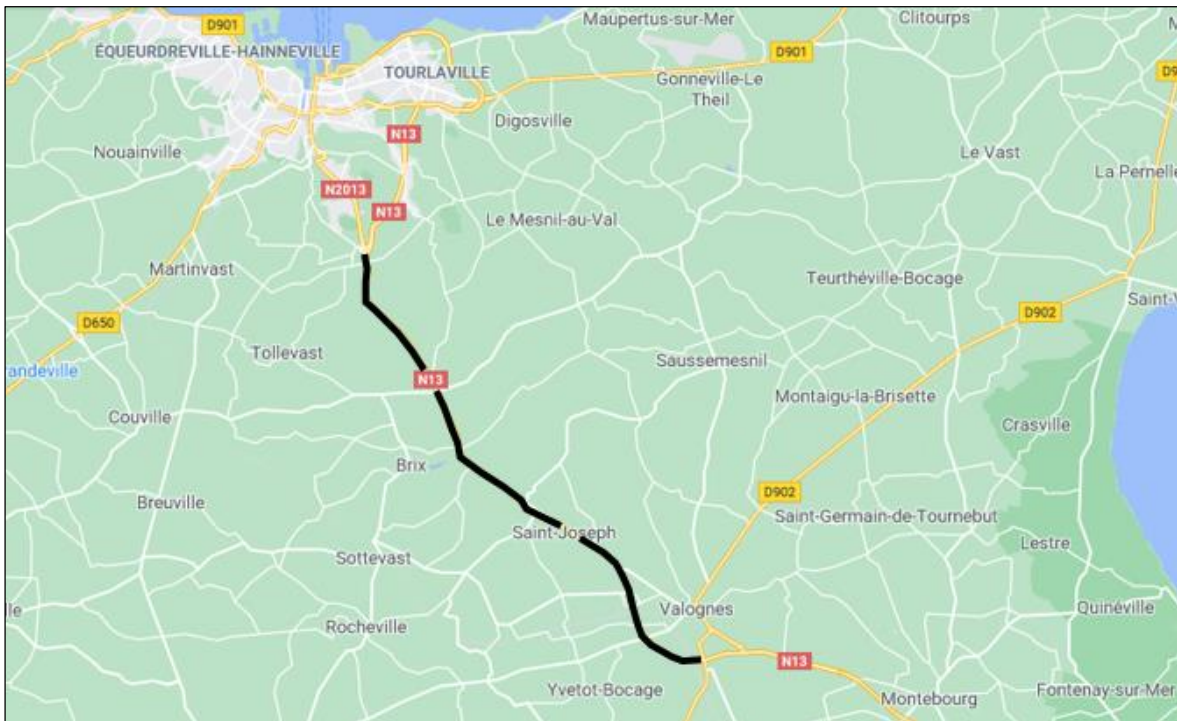 Maupertus-sur-Mer
Clitourps
D901
ÉQUEURDREVILLE-HAINNEVILLE
D901
TOURLAVILLE
Gonneville-Le
Theil
Digosville
N13
Nouainville
Le Vast
La Pernelle
N2013
N13
Le Mesnil-au-Val
Martinvast
Teurthéville-Bocage
D902
D650
Tollevast
Saussemesnil
N13
Montaigu-la-Brisette
Couville
Crasville
Brix
D902
Breuville
Saint-Germain-de-Tournebut
Saint-Joseph
Lestre
Sottevast
Valognes
Quinéville
Rocheville
N13
Yvetot-Bocage
Montebourg
Fontenay-sur-Mer